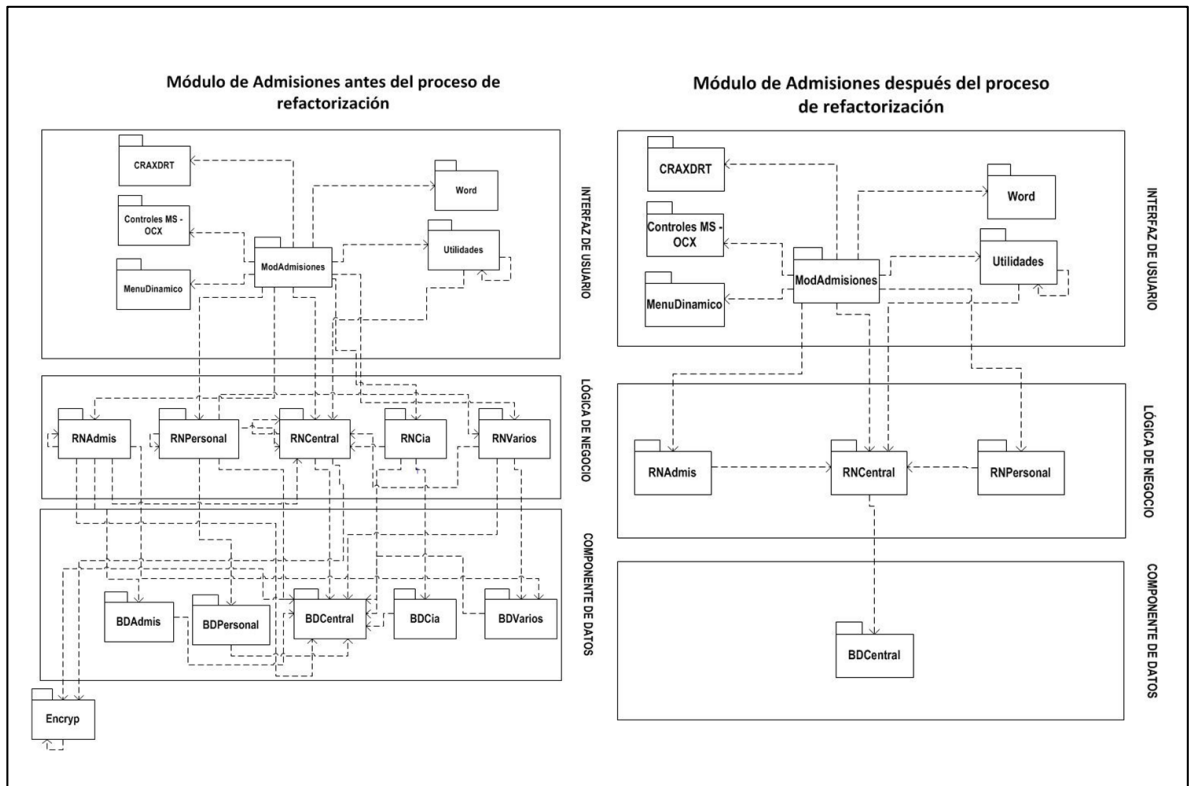 Módulo de Admisiones antes del proceso de
refactorización
CRAXDRT
Word
Controles MS -
OCX
Utilidades
ModAdmisiones
MenuDinamico
INTERFAZ DE USUARIO
RNAdmis
RNPersonal
RNCentral
RNCia
RNVarios
LÓGICA DE NEGOCIO
BDAdmis
BDPersonal
BDCentral
BDCia
BDVarios
COMPONENTE DE DATOS
Encryp
Módulo de Admisiones después del proceso
de refactorización
CRAXDRT
Word
Controles MS -
OCX
Utilidades
ModAdmisiones
MenuDinamico
INTERFAZ DE USUARIO
RNAdmis
RNCentral
RNPersonal
LÓGICA DE NEGOCIO
BDCentral
COMPONENTE DE DATOS